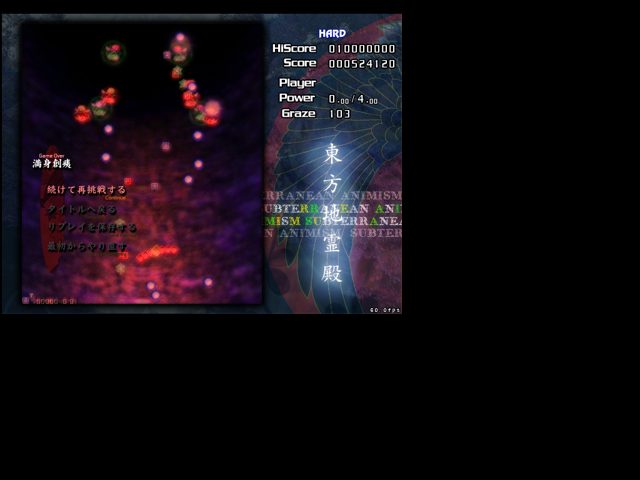 HARD
HiScore 010000000
Score 000524120
Player
Power 0.00/4.00
Graze 103
Game Over
満身創痍
続けて再挑戦する
Continue!
タイトルへ戻る
リプレイを保存する
最初からやり直す
東方地霊殿
SUBTERRANEAN ANIMISM
60.0fps